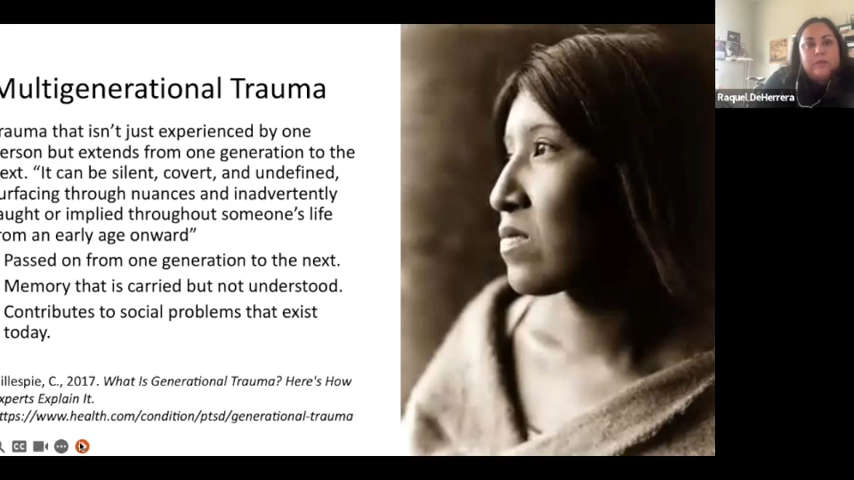 Multigenerational Trauma
rauma that isn't just experienced by one
erson but extends from one generation to the
ext. “It can be silent, covert, and undefined,
urfacing through nuances and inadvertently
aught or implied throughout someone's life
rom an early age onward”
Passed on from one generation to the next.
Memory that is carried but not understood.
Contributes to social problems that exist
today.
illespie, C., 2017. What Is Generational Trauma? Here's How
xperts Explain It.
ttps://www.health.com/condition/ptsd/generational-trauma
CC
Raquel DeHerrera